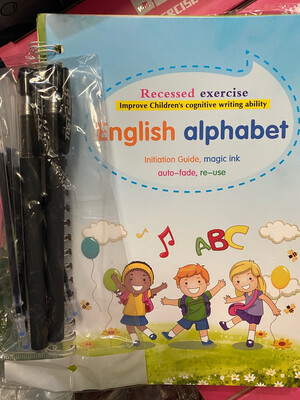 Recessed exercise
Improve Children's cognitive writing ability
English alphabet
Initiation Guide, magic ink
auto-fade, re-use
ABC